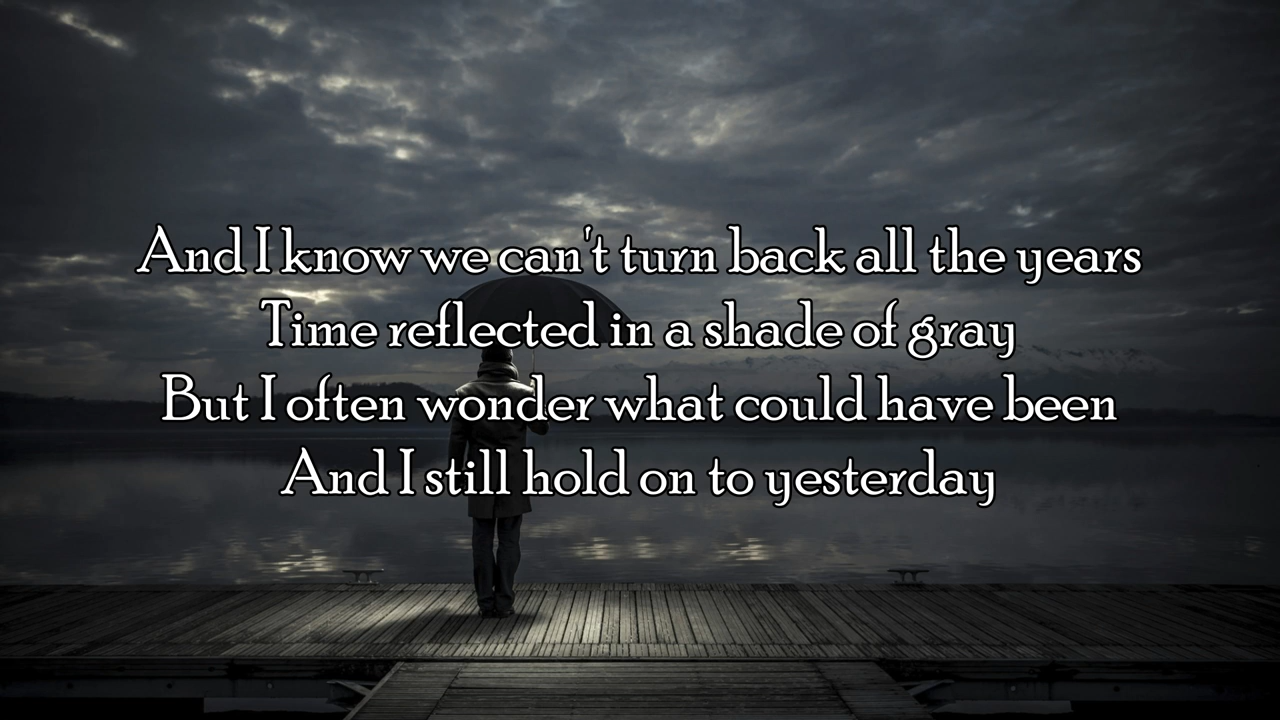 And I know we can't turn back all the years
Time reflected in a shade of gray
But I often wonder what could have been
And I still hold on to yesterday